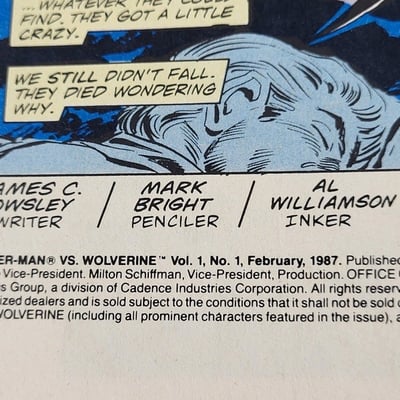 ... WHATEVER THEY COULD
FIND. THEY GOT A LITTLE
CRAZY.
WE STILL DIDN'T FALL.
THEY DIED WONDERING
WHY.
AMES C.
OWSLEY
WRITER
MARK
BRIGHT
PENCILER
AL
WILLIAMSON
INKER
ER-MAN® VS. WOLVERINE™ Vol. 1, No. 1, February, 1987. Published
Vice-President. Milton Schiffman, Vice-President, Production. OFFICE
s Group, a division of Cadence Industries Corporation. All rights reserve
ized dealers and is sold subject to the conditions that it shall not be sold
WOLVERINE (including all prominent characters featured in the issue), a